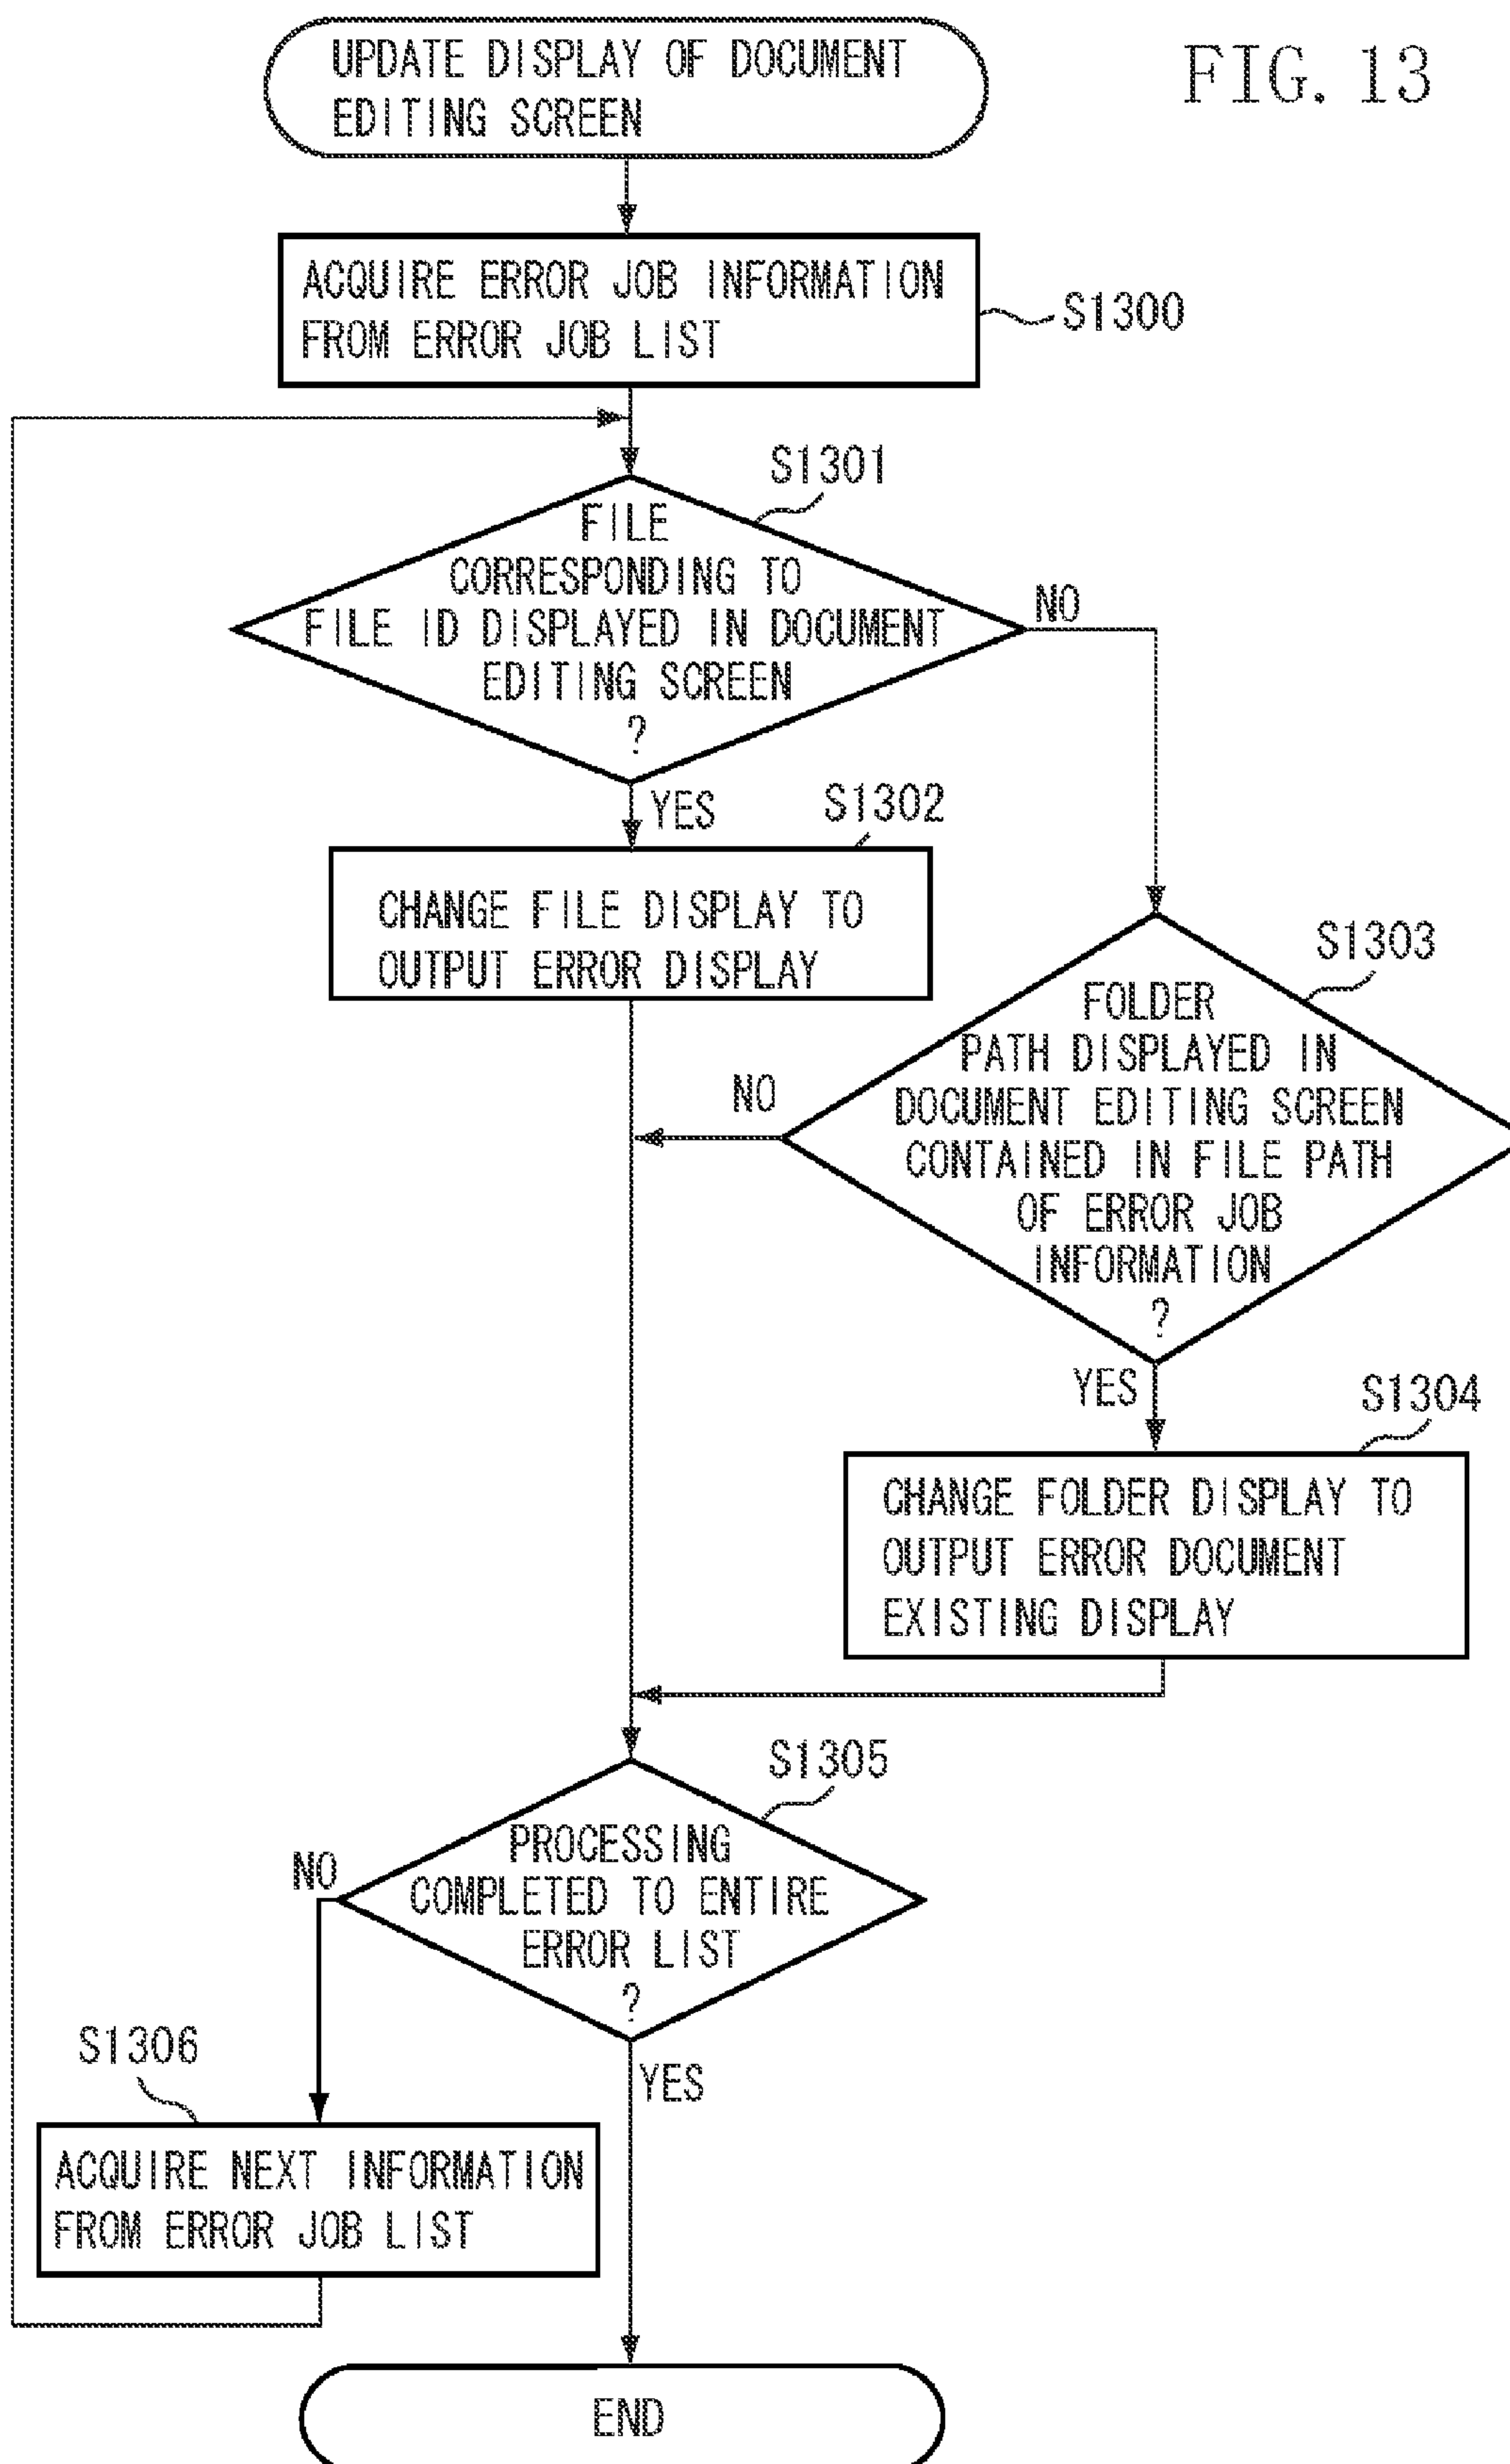 FIG. 13
UPDATE DISPLAY OF DOCUMENT
EDITING SCREEN
ACQUIRE ERROR JOB INFORMATION
FROM ERROR JOB LIST
S1300
S1301
FILE
CORRESPONDING TO
FILE ID DISPLAYED IN DOCUMENT
EDITING SCREEN
?
NO
YES
S1302
CHANGE FILE DISPLAY TO
OUTPUT ERROR DISPLAY
S1303
FOLDER
PATH DISPLAYED IN
DOCUMENT EDITING SCREEN
CONTAINED IN FILE PATH
OF ERROR JOB
INFORMATION
?
NO
YES
S1304
CHANGE FOLDER DISPLAY TO
OUTPUT ERROR DOCUMENT
EXISTING DISPLAY
S1305
PROCESSING
COMPLETED TO ENTIRE
ERROR LIST
?
NO
YES
S1306
ACQUIRE NEXT INFORMATION
FROM ERROR JOB LIST
END